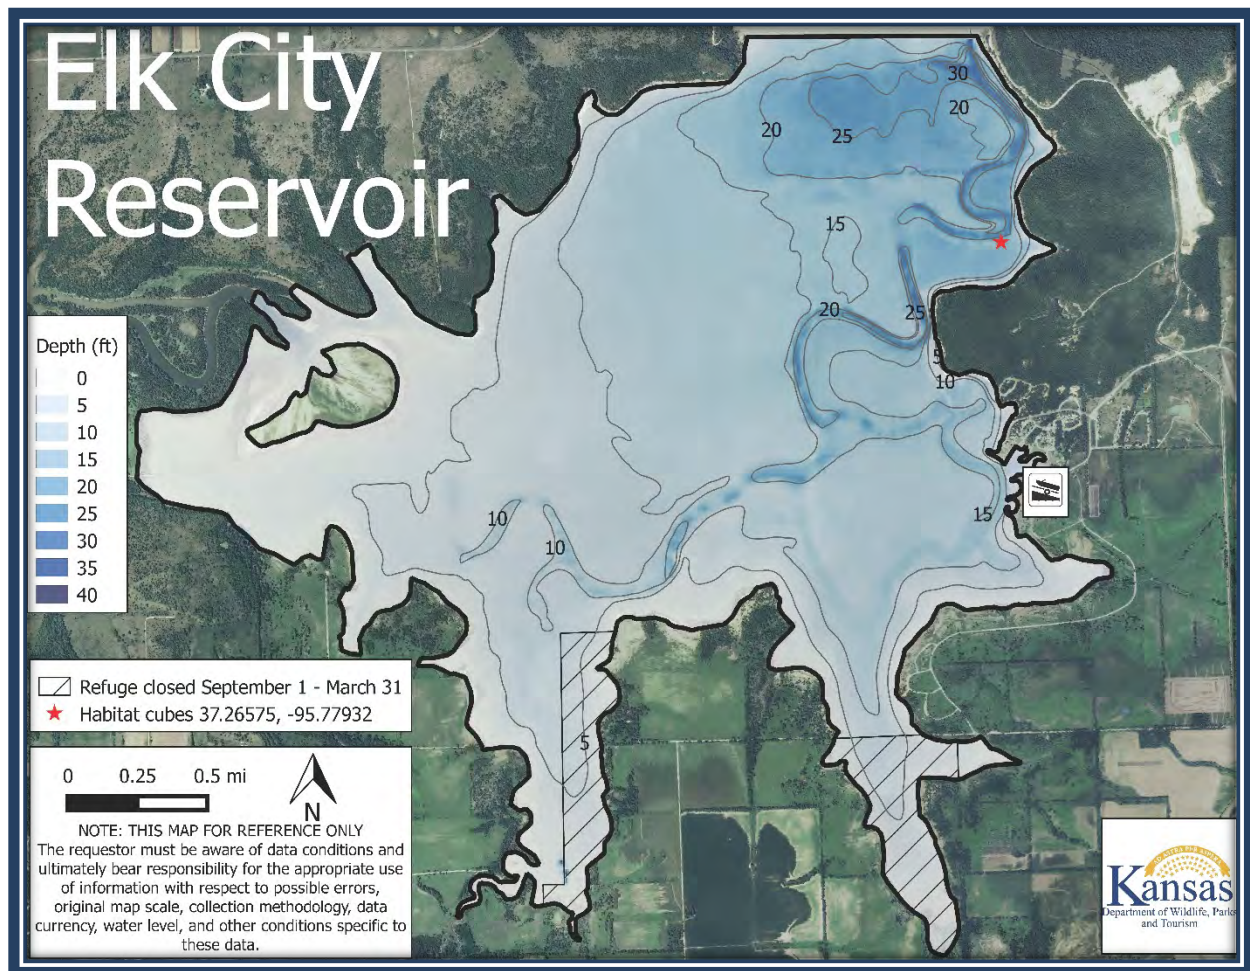 Elk City
Reservoir
30
20
20
25
15
20
25
5
10
10
10
15
5
Depth (ft)
0
5
10
15
20
25
30
35
40
Refuge closed September 1 - March 31
Habitat cubes 37.26575, -95.77932
0 0.25 0.5 mi
N
NOTE: THIS MAP FOR REFERENCE ONLY
The requestor must be aware of data conditions and
ultimately bear responsibility for the appropriate use
of information with respect to possible errors,
original map scale, collection methodology, data
currency, water level, and other conditions specific to
these data.
AD ASTRA PER ASPERA
Kansas
Department of Wildlife, Parks
and Tourism